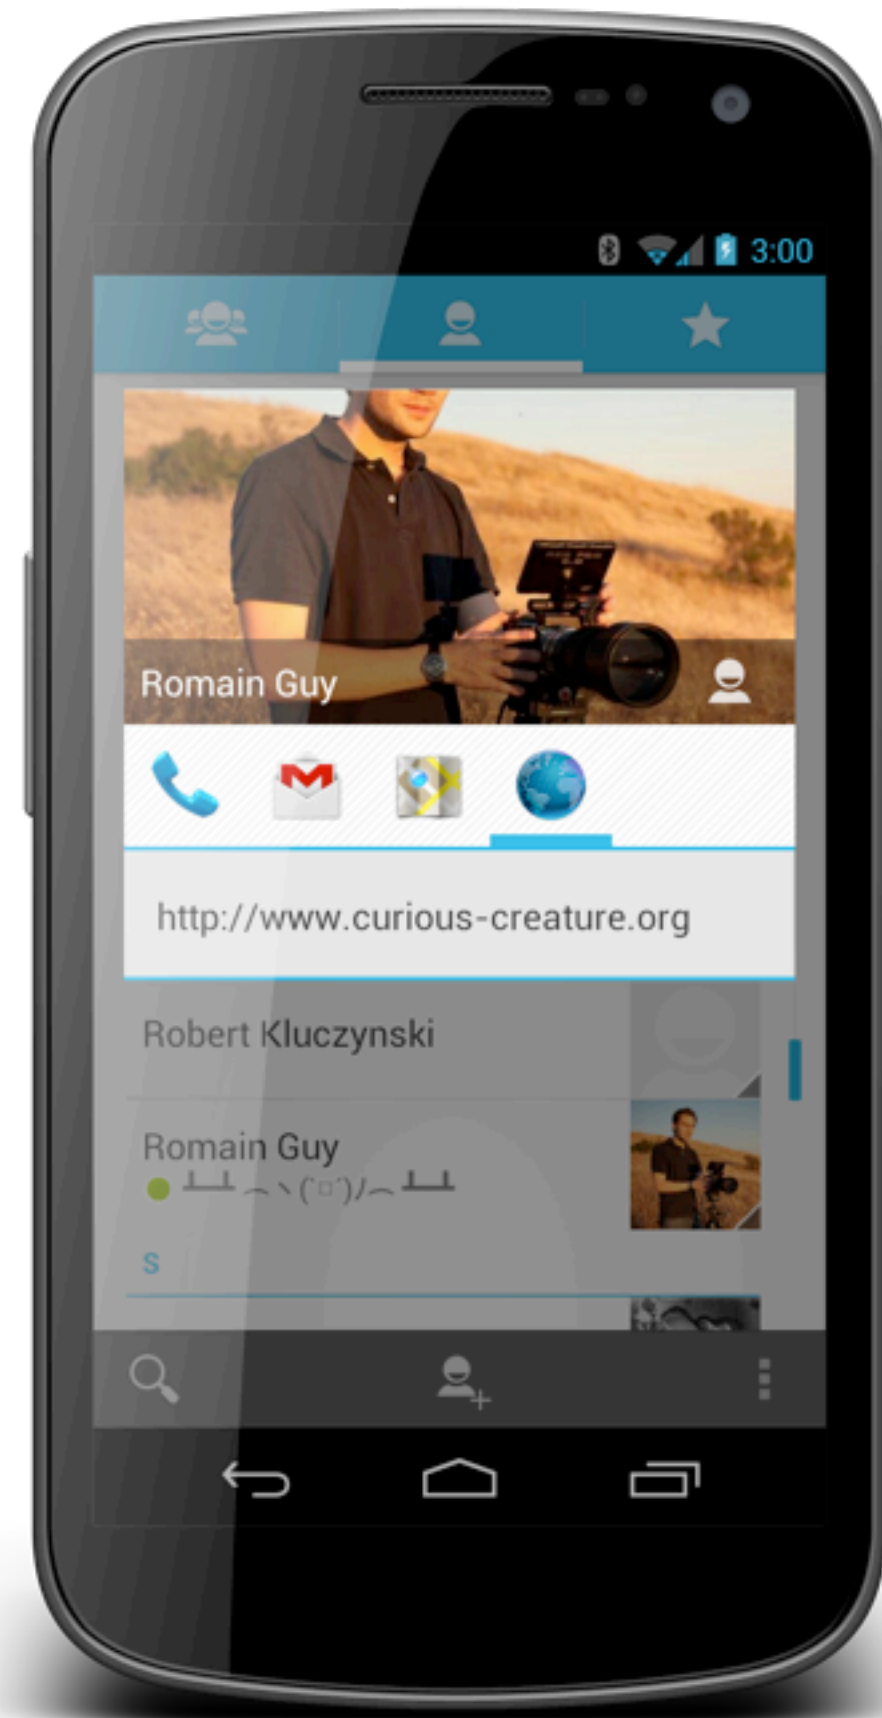 3:00
Romain Guy
http://www.curious-creature.org
Robert Kluczynski
Romain Guy
┻┻ ︵ヽ(`□´)ﾉ︵ ┻┻
S